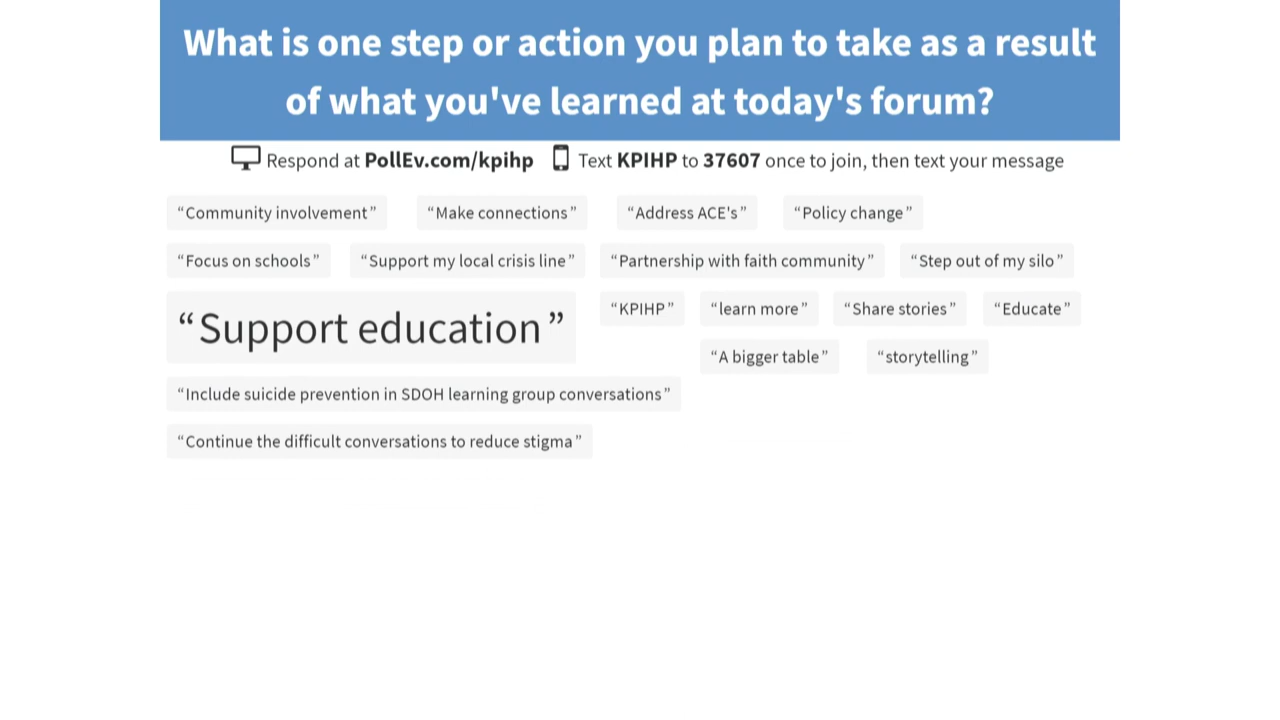 What is one step or action you plan to take as a result
of what you've learned at today's forum?
Respond at PollEv.com/kpihp Text KPIHP to 37607 once to join, then text your message
“Community involvement” “Make connections” “Address ACE's” “Policy change”
“Focus on schools” “Support my local crisis line” “Partnership with faith community” “Step out of my silo”
“Support education” “KPIHP” “learn more” “Share stories” “Educate”
“A bigger table” “storytelling”
“Include suicide prevention in SDOH learning group conversations”
“Continue the difficult conversations to reduce stigma”